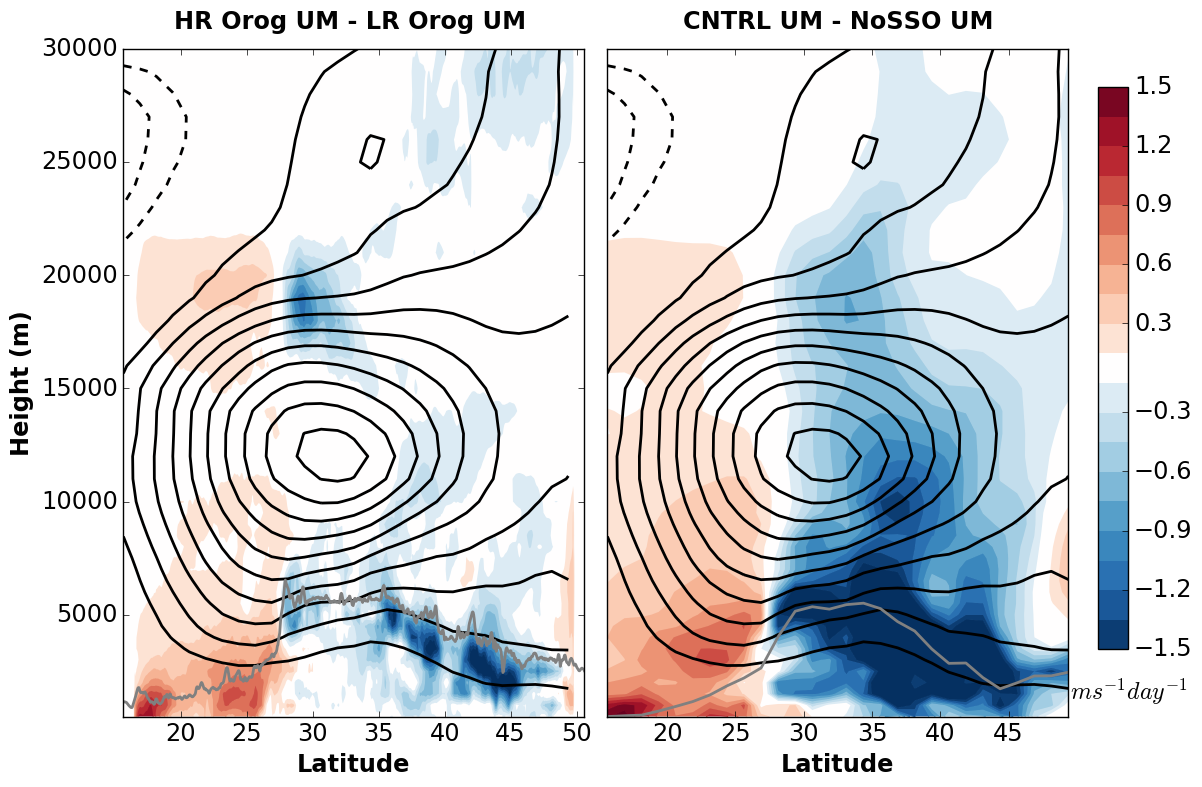 HR Orog UM - LR Orog UM
CNTRL UM - NoSSO UM
30000
25000
20000
15000
10000
5000
Height (m)
20 25 30 35 40 45 50
Latitude
20 25 30 35 40 45
Latitude
1.5
1.2
0.9
0.6
0.3
−0.3
−0.6
−0.9
−1.2
−1.5
ms⁻¹day⁻¹